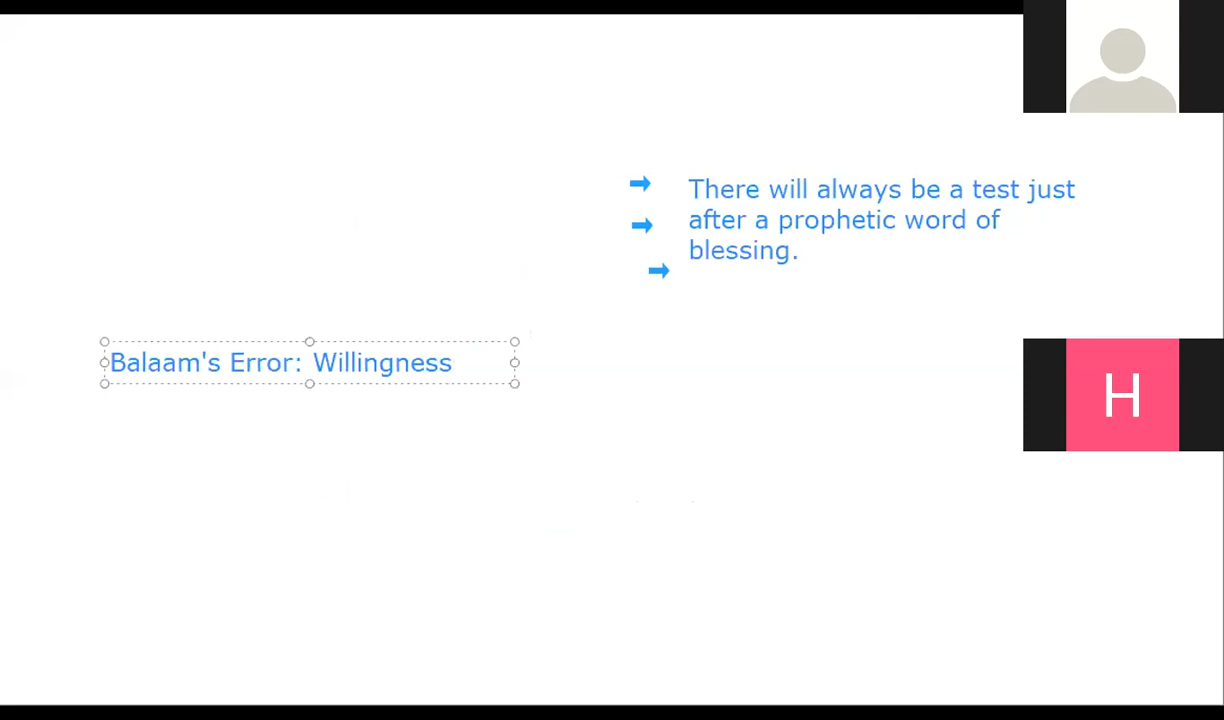 There will always be a test just
after a prophetic word of
blessing.
Balaam's Error: Willingness
H